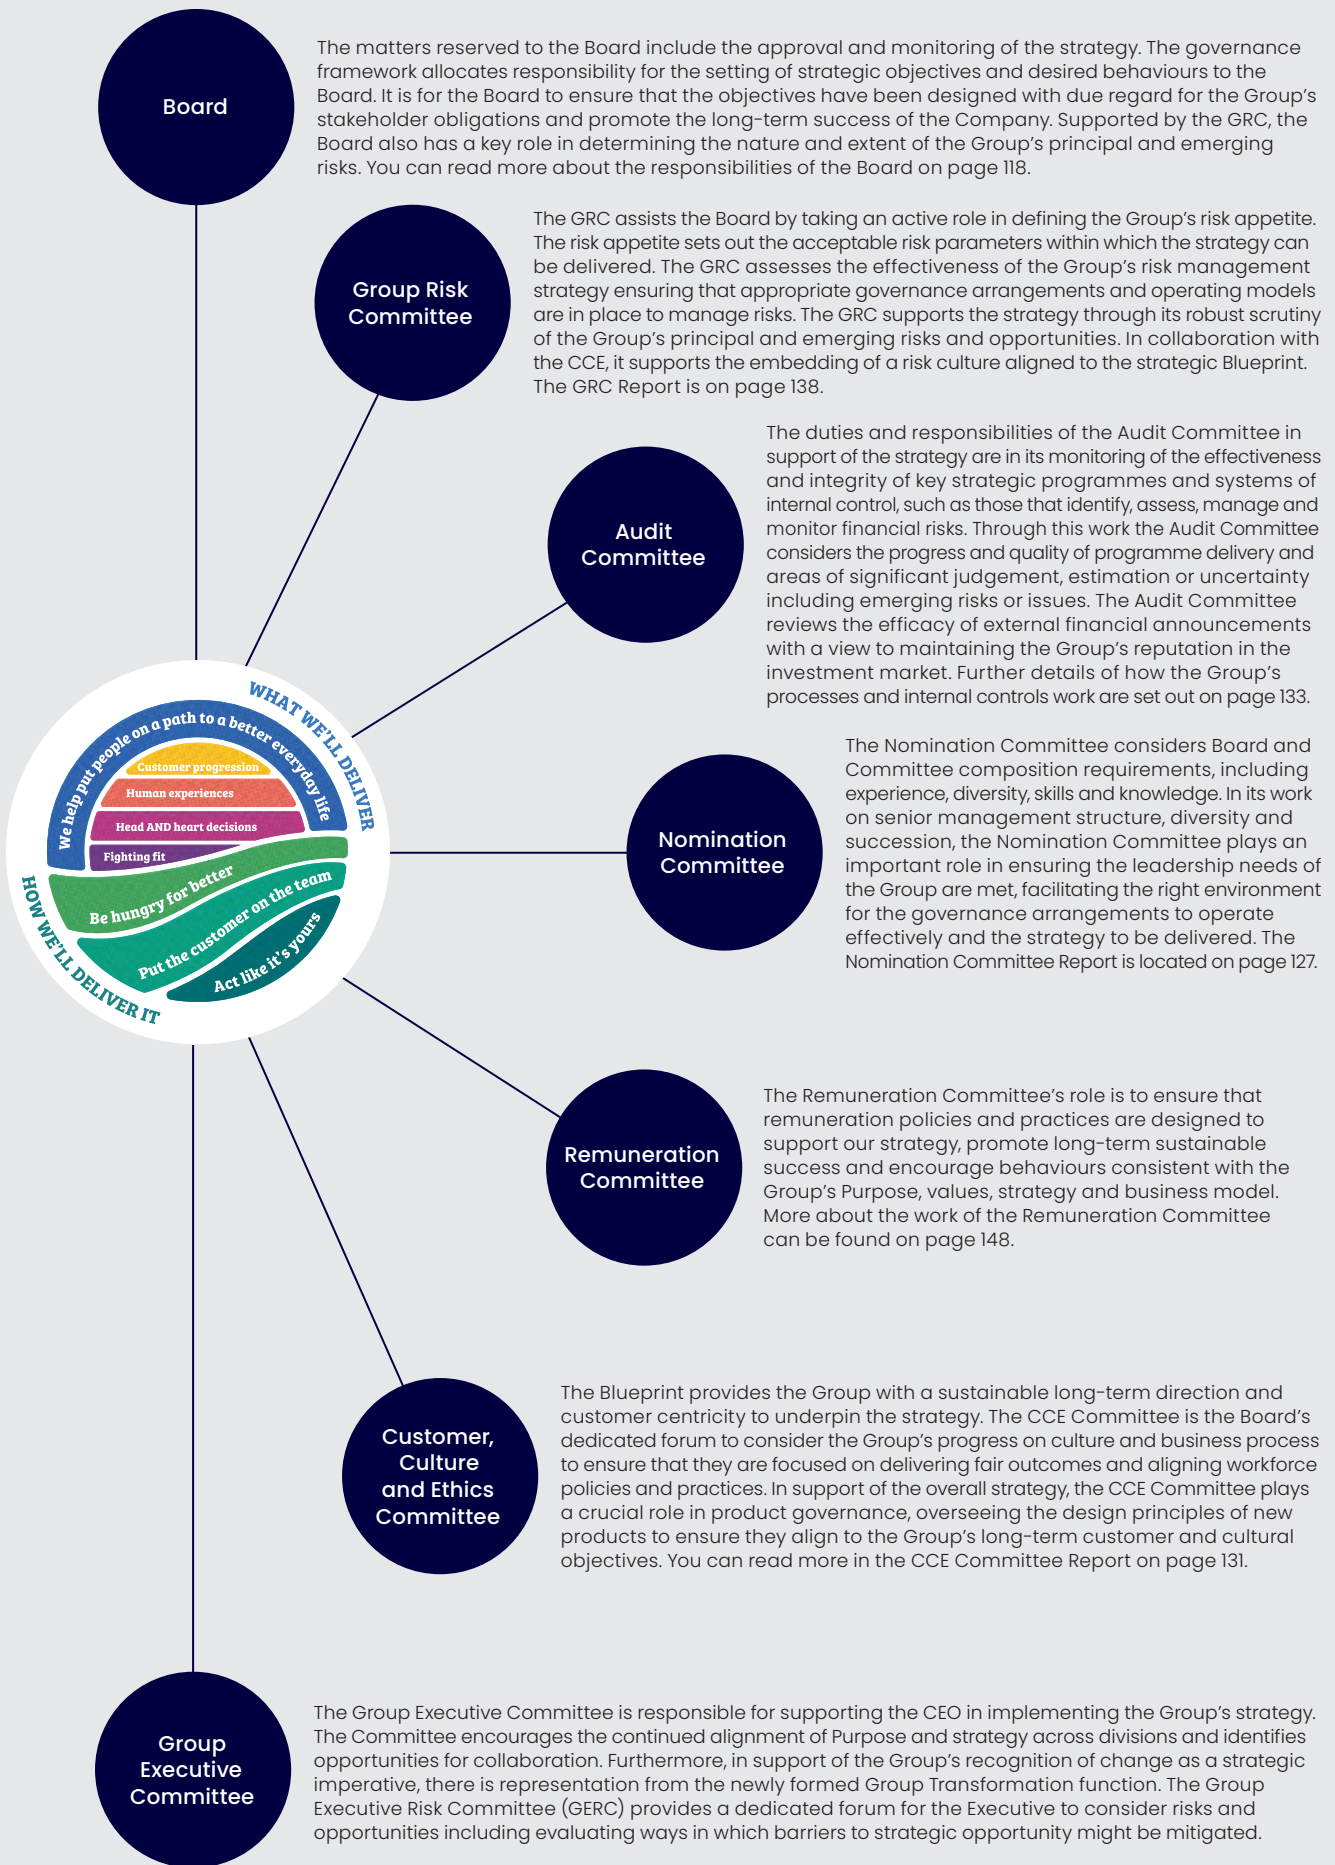 Board
The matters reserved to the Board include the approval and monitoring of the strategy. The governance
framework allocates responsibility for the setting of strategic objectives and desired behaviours to the
Board. It is for the Board to ensure that the objectives have been designed with due regard for the Group’s
stakeholder obligations and promote the long-term success of the Company. Supported by the GRC, the
Board also has a key role in determining the nature and extent of the Group’s principal and emerging
risks. You can read more about the responsibilities of the Board on page 118.
Group Risk
Committee
The GRC assists the Board by taking an active role in defining the Group’s risk appetite.
The risk appetite sets out the acceptable risk parameters within which the strategy can
be delivered. The GRC assesses the effectiveness of the Group’s risk management
strategy ensuring that appropriate governance arrangements and operating models
are in place to manage risks. The GRC supports the strategy through its robust scrutiny
of the Group’s principal and emerging risks and opportunities. In collaboration with
the CCE, it supports the embedding of a risk culture aligned to the strategic Blueprint.
The GRC Report is on page 138.
Audit
Committee
The duties and responsibilities of the Audit Committee in
support of the strategy are in its monitoring of the effectiveness
and integrity of key strategic programmes and systems of
internal control, such as those that identify, assess, manage and
monitor financial risks. Through this work the Audit Committee
considers the progress and quality of programme delivery and
areas of significant judgement, estimation or uncertainty
including emerging risks or issues. The Audit Committee
reviews the efficacy of external financial announcements
with a view to maintaining the Group’s reputation in the
investment market. Further details of how the Group’s
processes and internal controls work are set out on page 133.
WHAT WE’LL DELIVER
We help put people on a path to a better everyday life
Customer progression
Human experiences
Head AND heart decisions
Fighting fit
Be hungry for better
Put the customer on the team
Act like it’s yours
HOW WE’LL DELIVER IT
Nomination
Committee
The Nomination Committee considers Board and
Committee composition requirements, including
experience, diversity, skills and knowledge. In its work
on senior management structure, diversity and
succession, the Nomination Committee plays an
important role in ensuring the leadership needs of
the Group are met, facilitating the right environment
for the governance arrangements to operate
effectively and the strategy to be delivered. The
Nomination Committee Report is located on page 127.
Remuneration
Committee
The Remuneration Committee’s role is to ensure that
remuneration policies and practices are designed to
support our strategy, promote long-term sustainable
success and encourage behaviours consistent with the
Group’s Purpose, values, strategy and business model.
More about the work of the Remuneration Committee
can be found on page 148.
Customer,
Culture
and Ethics
Committee
The Blueprint provides the Group with a sustainable long-term direction and
customer centricity to underpin the strategy. The CCE Committee is the Board’s
dedicated forum to consider the Group’s progress on culture and business process
to ensure that they are focused on delivering fair outcomes and aligning workforce
policies and practices. In support of the overall strategy, the CCE Committee plays
a crucial role in product governance, overseeing the design principles of new
products to ensure they align to the Group’s long-term customer and cultural
objectives. You can read more in the CCE Committee Report on page 131.
Group
Executive
Committee
The Group Executive Committee is responsible for supporting the CEO in implementing the Group’s strategy.
The Committee encourages the continued alignment of Purpose and strategy across divisions and identifies
opportunities for collaboration. Furthermore, in support of the Group’s recognition of change as a strategic
imperative, there is representation from the newly formed Group Transformation function. The Group
Executive Risk Committee (GERC) provides a dedicated forum for the Executive to consider risks and
opportunities including evaluating ways in which barriers to strategic opportunity might be mitigated.